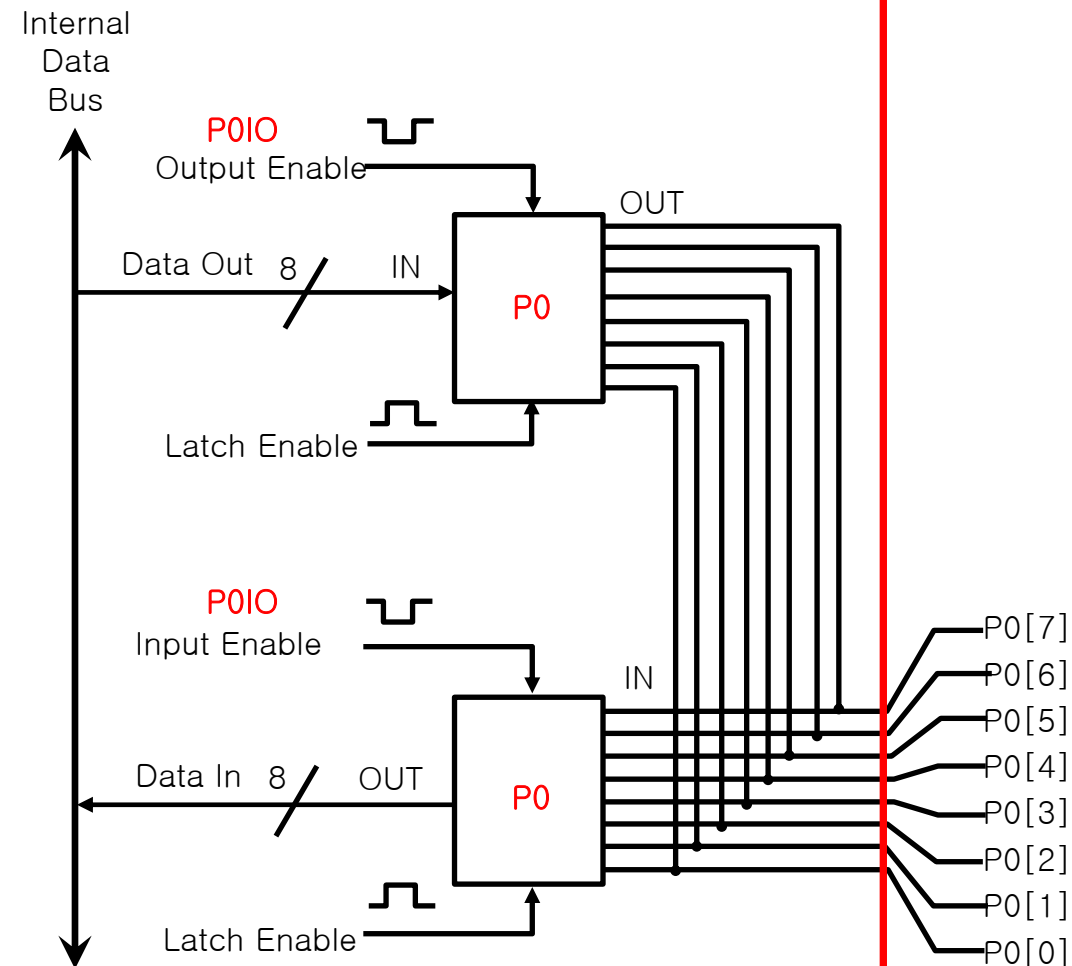 Internal
Data
Bus
P0IO
Output Enable
OUT
Data Out 8 IN
P0
Latch Enable
P0IO
Input Enable
IN
Data In 8 OUT
P0
Latch Enable
P0[7]
P0[6]
P0[5]
P0[4]
P0[3]
P0[2]
P0[1]
P0[0]